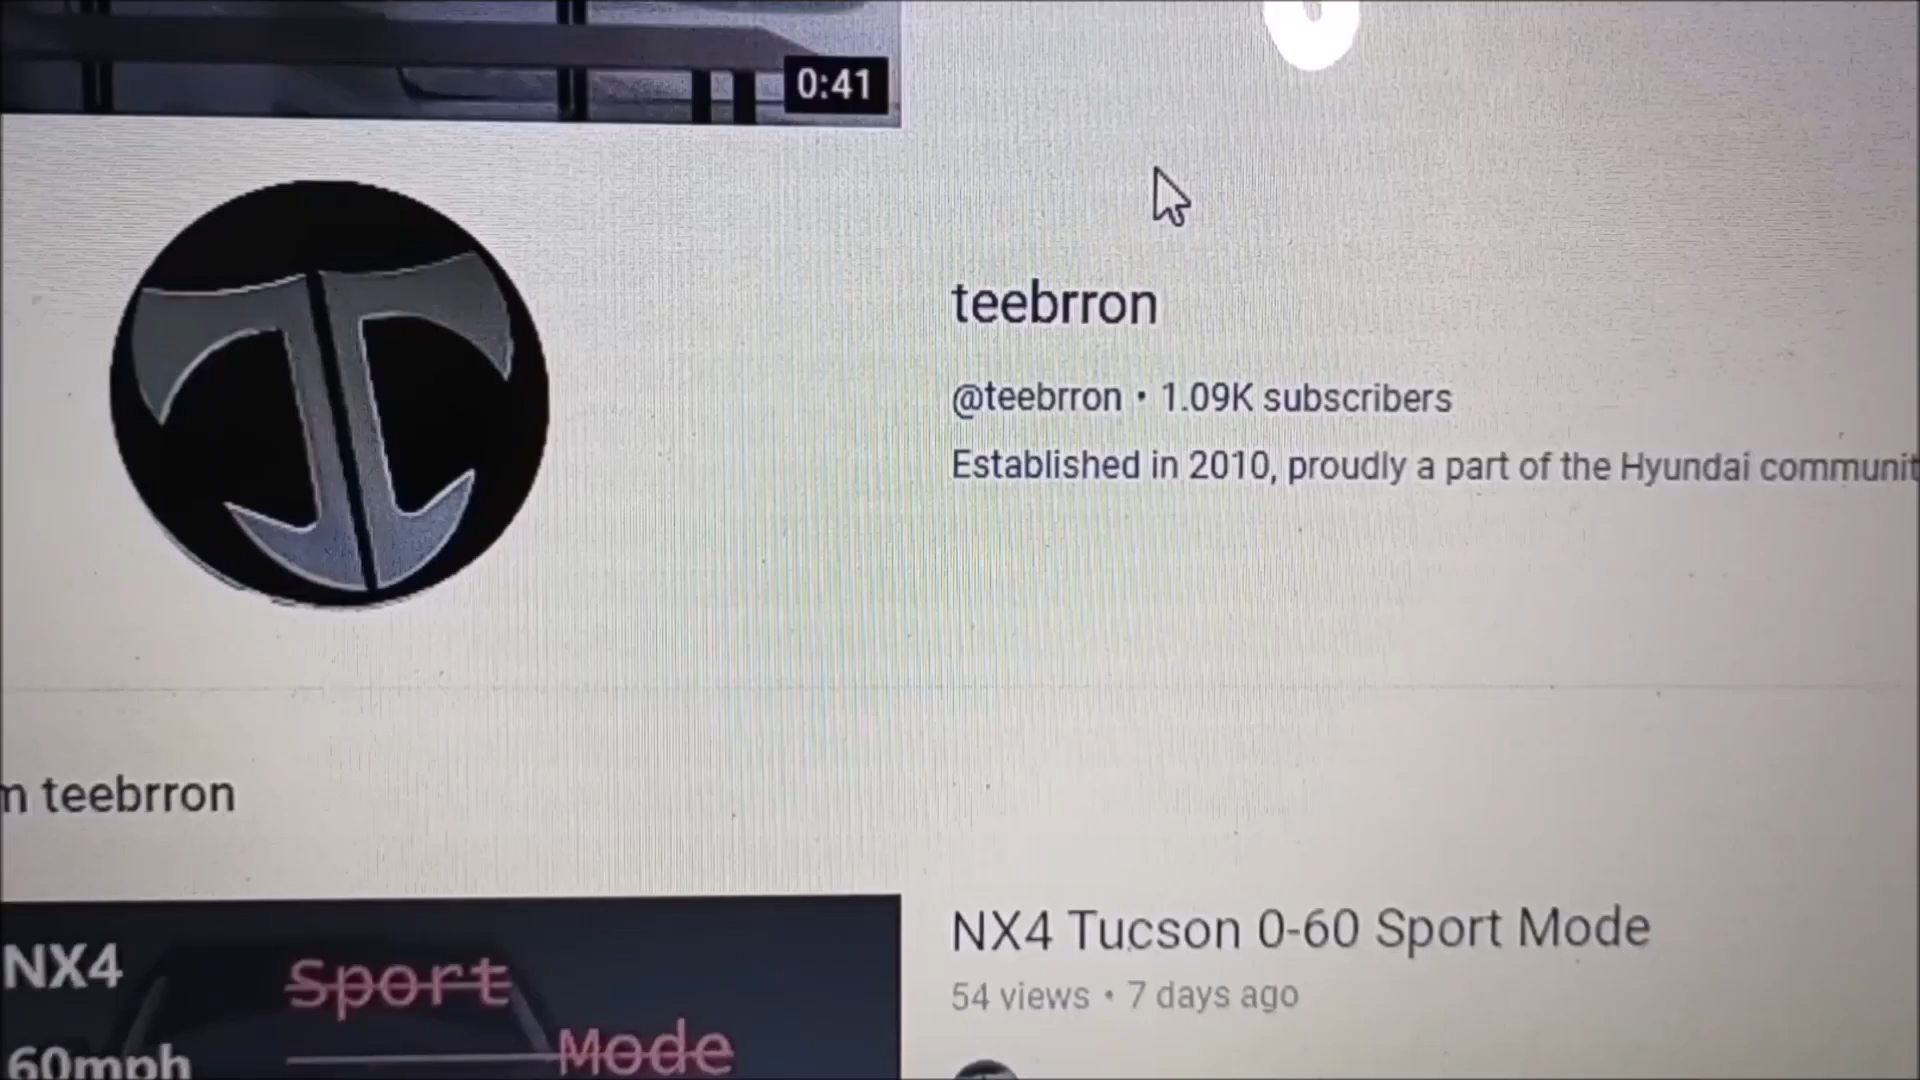 0:41
teebrron
@teebrron • 1.09K subscribers
Established in 2010, proudly a part of the Hyundai communit
m teebrron
NX4 Tucson 0-60 Sport Mode
54 views • 7 days ago
NX4
Sport
Mode
60mph